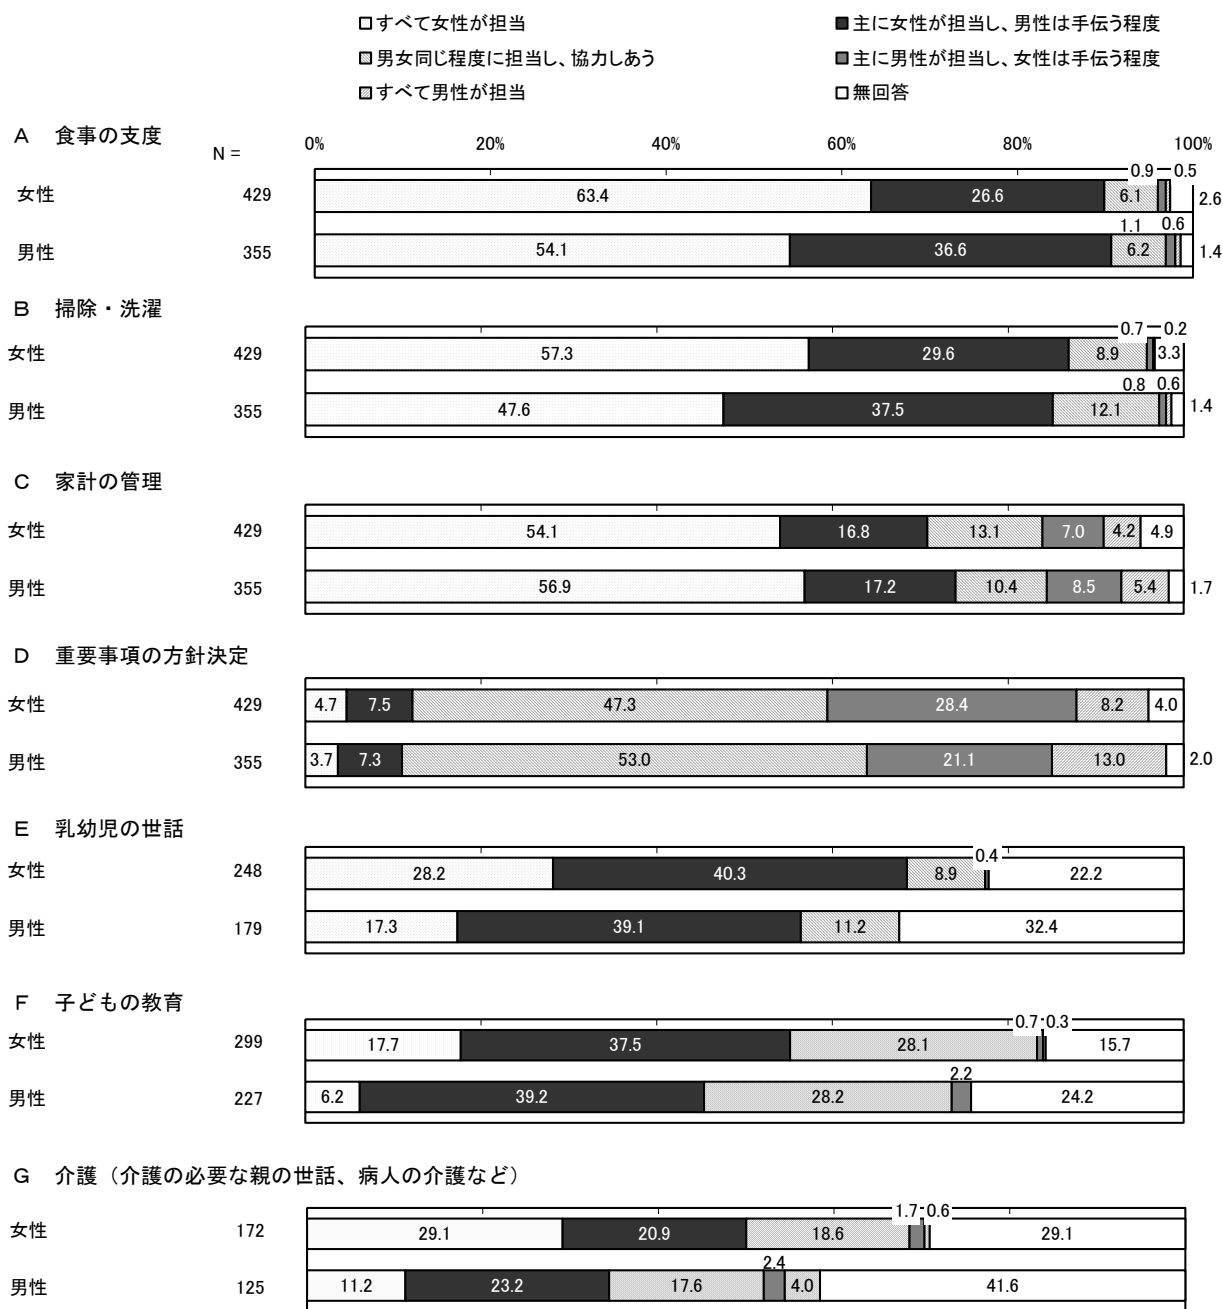 □すべて女性が担当 ■主に女性が担当し、男性は手伝う程度
男女同じ程度に担当し、協力しあう 主に男性が担当し、女性は手伝う程度
すべて男性が担当 □無回答
A 食事の支度
N = 0% 20% 40% 60% 80% 100%
0.9 0.5
女性 429 63.4 26.6 6.1 2.6
1.1 0.6
男性 355 54.1 36.6 6.2 1.4
B 掃除・洗濯
0.7 0.2
女性 429 57.3 29.6 8.9 3.3
0.8 0.6
男性 355 47.6 37.5 12.1 1.4
C 家計の管理
女性 429 54.1 16.8 13.1 7.0 4.2 4.9
男性 355 56.9 17.2 10.4 8.5 5.4 1.7
D 重要事項の方針決定
女性 429 4.7 7.5 47.3 28.4 8.2 4.0
男性 355 3.7 7.3 53.0 21.1 13.0 2.0
E 乳幼児の世話
0.4
女性 248 28.2 40.3 8.9 22.2
男性 179 17.3 39.1 11.2 32.4
F 子どもの教育
0.7 0.3
女性 299 17.7 37.5 28.1 15.7
2.2
男性 227 6.2 39.2 28.2 24.2
G 介護（介護の必要な親の世話、病人の介護など）
1.7 0.6
女性 172 29.1 20.9 18.6 29.1
2.4
男性 125 11.2 23.2 17.6 4.0 41.6